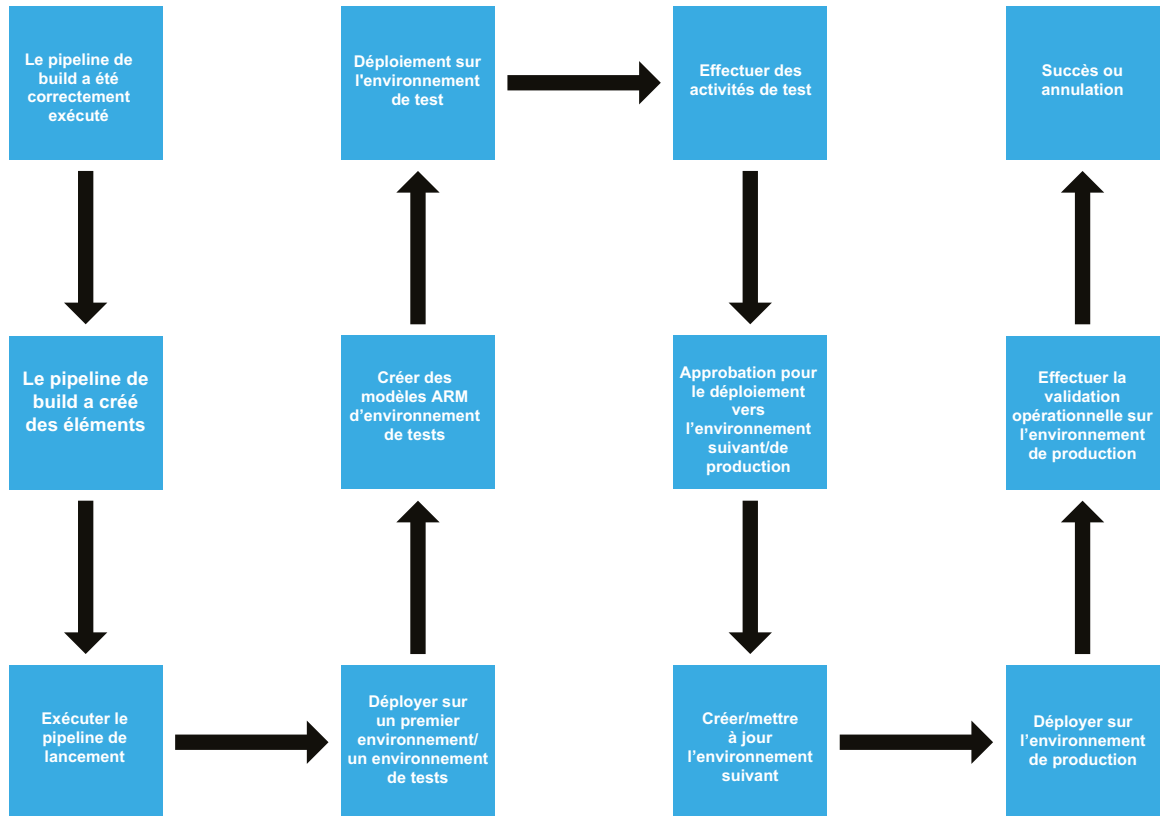 Le pipeline de
build a été
correctement
exécuté
Le pipeline de
build a créé
des éléments
Exécuter le
pipeline de
lancement
Déployer sur
un premier
environnement/
un environnement
de tests
Créer des
modèles ARM
d’environnement
de tests
Déploiement sur
l'environnement
de test
Effectuer des
activités de test
Approbation pour
le déploiement
vers
l’environnement
suivant/de
production
Créer/mettre
à jour
l’environnement
suivant
Déployer sur
l’environnement
de production
Effectuer la
validation
opérationnelle sur
l’environnement
de production
Succès ou
annulation